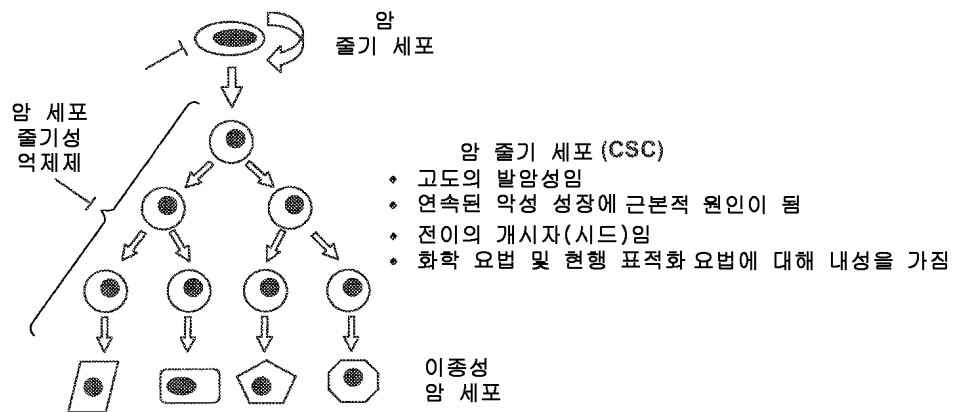 암
줄기 세포
암 세포
줄기성
억제제
암 줄기 세포 (CSC)
• 고도의 발암성임
• 연속된 악성 성장에 근본적 원인이 됨
• 전이의 개시자(시드)임
• 화학 요법 및 현행 표적화 요법에 대해 내성을 가짐
이종성
암 세포